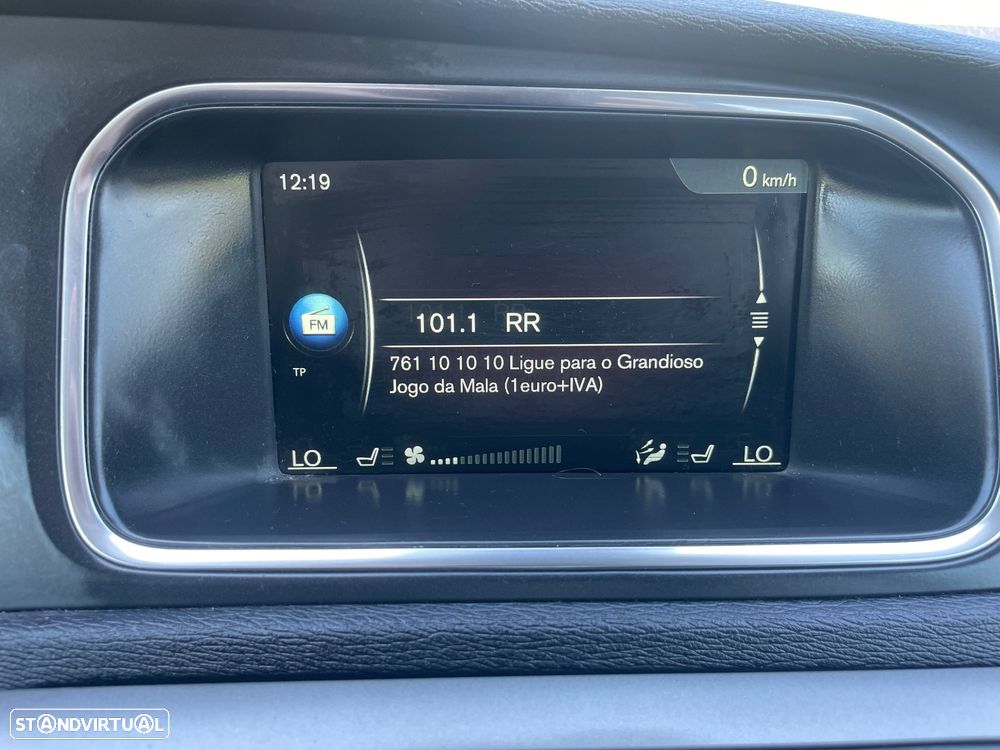 12:19
0 km/h
FM
101.1 RR
TP
761 10 10 10 Ligue para o Grandioso
Jogo da Mala (1euro+IVA)
LO
LO
STANDVIRTUAL